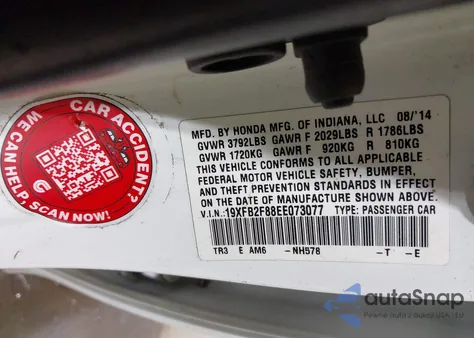 CAR ACCIDENT?
WE CAN HELP. SCAN NOW!
MFD. BY HONDA MFG. OF INDIANA, LLC 08/'14
GVWR 3792LBS GAWR F 2029LBS R 1786LBS
GVWR 1720KG GAWR F 920KG R 810KG
THIS VEHICLE CONFORMS TO ALL APPLICABLE
FEDERAL MOTOR VEHICLE SAFETY, BUMPER,
AND THEFT PREVENTION STANDARDS IN EFFECT
ON THE DATE OF MANUFACTURE SHOWN ABOVE.
V.I.N.: 19XFB2F88EE073077 TYPE: PASSENGER CAR
TR3 E AM6 -NH578 -T -E
autoSnap